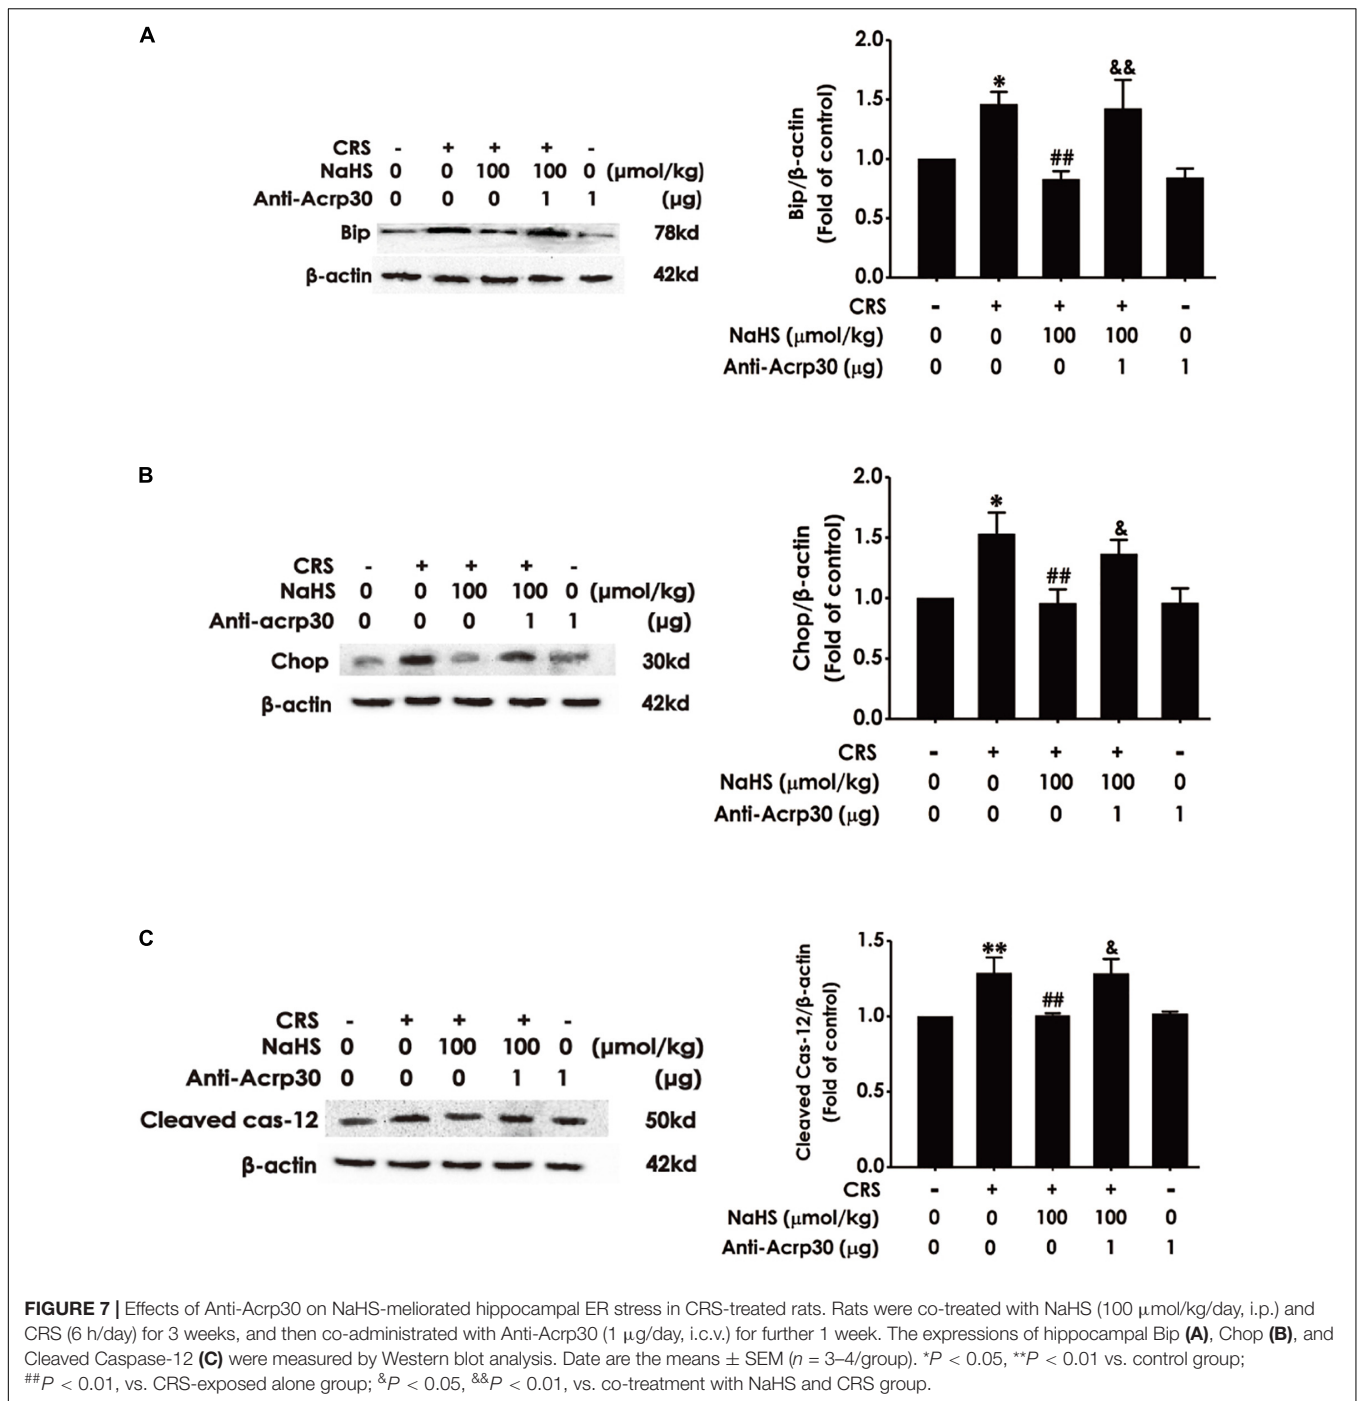 A
CRS - + + + -
NaHS 0 0 100 100 0 (μmol/kg)
Anti-Acrp30 0 0 0 1 1 (μg)
Bip 78kd
β-actin 42kd
Bip/β-actin
(Fold of control)
2.0
1.5
1.0
0.5
0.0
* ## &&
CRS - + + + -
NaHS (μmol/kg) 0 0 100 100 0
Anti-Acrp30 (μg) 0 0 0 1 1
B
CRS - + + + -
NaHS 0 0 100 100 0 (μmol/kg)
Anti-acrp30 0 0 0 1 1 (μg)
Chop 30kd
β-actin 42kd
Chop/β-actin
(Fold of control)
2.0
1.5
1.0
0.5
0.0
* ## &
CRS - + + + -
NaHS (μmol/kg) 0 0 100 100 0
Anti-Acrp30 (μg) 0 0 0 1 1
C
CRS - + + + -
NaHS 0 0 100 100 0 (μmol/kg)
Anti-Acrp30 0 0 0 1 1 (μg)
Cleaved cas-12 50kd
β-actin 42kd
Cleaved Cas-12/β-actin
(Fold of control)
1.5
1.0
0.5
0.0
** ## &
CRS - + + + -
NaHS (μmol/kg) 0 0 100 100 0
Anti-Acrp30 (μg) 0 0 0 1 1
FIGURE 7 | Effects of Anti-Acrp30 on NaHS-meliorated hippocampal ER stress in CRS-treated rats. Rats were co-treated with NaHS (100 μmol/kg/day, i.p.) and
CRS (6 h/day) for 3 weeks, and then co-administrated with Anti-Acrp30 (1 μg/day, i.c.v.) for further 1 week. The expressions of hippocampal Bip (A), Chop (B), and
Cleaved Caspase-12 (C) were measured by Western blot analysis. Date are the means ± SEM (n = 3–4/group). *P < 0.05, **P < 0.01 vs. control group;
##P < 0.01, vs. CRS-exposed alone group; &P < 0.05, &&P < 0.01, vs. co-treatment with NaHS and CRS group.